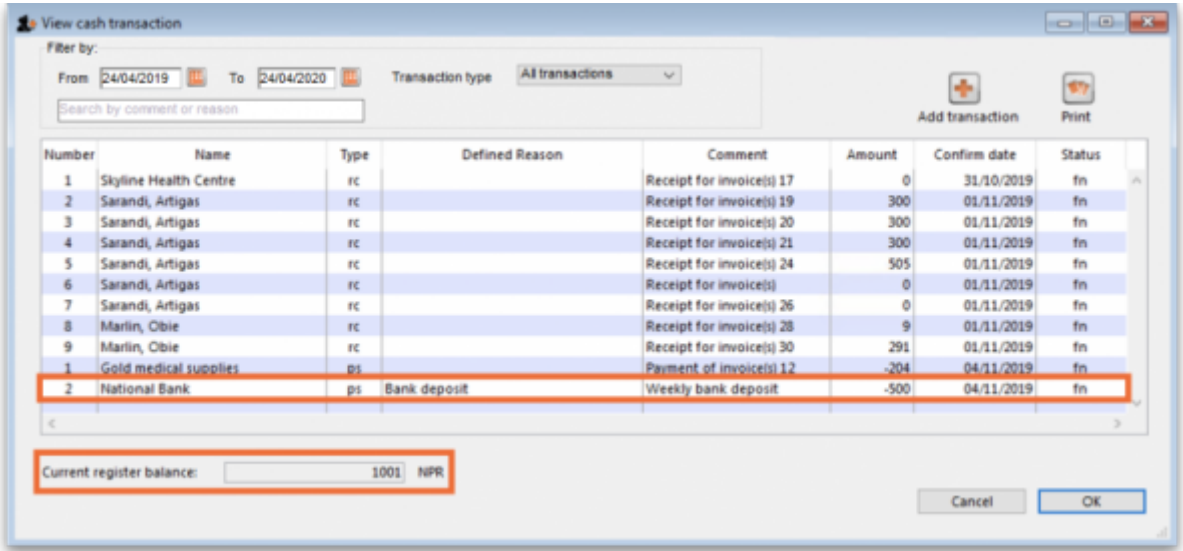 View cash transaction
Filter by:
From 24/04/2019 To 24/04/2020 Transaction type All transactions
Search by comment or reason
Add transaction Print
Number Name Type Defined Reason Comment Amount Confirm date Status
1 Skyline Health Centre rc Receipt for invoice(s) 17 0 31/10/2019 fn
2 Sarandi, Artigas rc Receipt for invoice(s) 19 300 01/11/2019 fn
3 Sarandi, Artigas rc Receipt for invoice(s) 20 300 01/11/2019 fn
4 Sarandi, Artigas rc Receipt for invoice(s) 21 300 01/11/2019 fn
5 Sarandi, Artigas rc Receipt for invoice(s) 24 505 01/11/2019 fn
6 Sarandi, Artigas rc Receipt for invoice(s) 0 01/11/2019 fn
7 Sarandi, Artigas rc Receipt for invoice(s) 26 0 01/11/2019 fn
8 Marlin, Obie rc Receipt for invoice(s) 28 9 01/11/2019 fn
9 Marlin, Obie rc Receipt for invoice(s) 30 291 01/11/2019 fn
1 Gold medical supplies ps Payment of invoice(s) 12 -204 04/11/2019 fn
2 National Bank ps Bank deposit Weekly bank deposit -500 04/11/2019 fn
Current register balance: 1001 NPR
Cancel OK